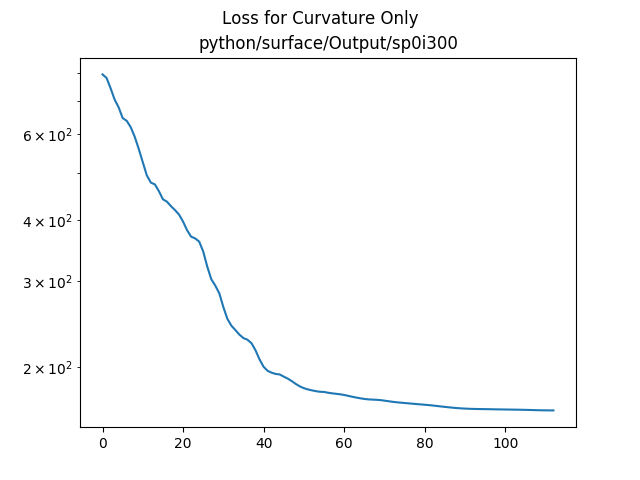 Loss for Curvature Only
python/surface/Output/sp0i300
6 × 10²
4 × 10²
3 × 10²
2 × 10²
0 20 40 60 80 100